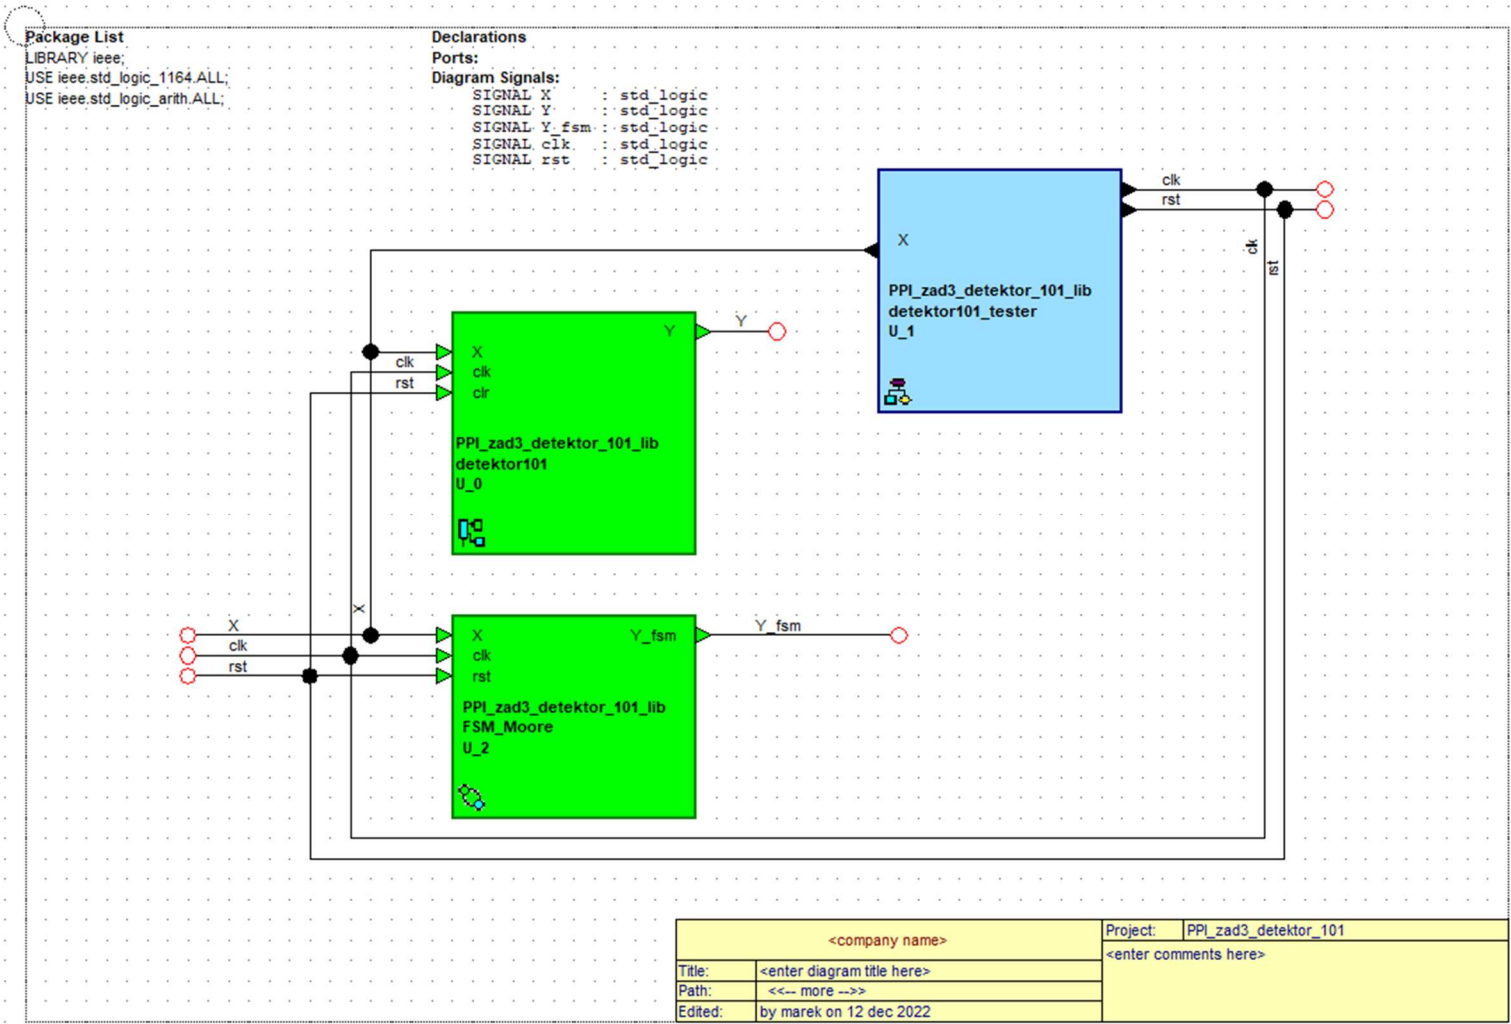 Package List
LIBRARY ieee;
USE ieee.std_logic_1164.ALL;
USE ieee.std_logic_arith.ALL;
Declarations
Ports:
Diagram Signals:
SIGNAL X : std_logic
SIGNAL Y : std_logic
SIGNAL Y_fsm : std_logic
SIGNAL clk : std_logic
SIGNAL rst : std_logic
clk
rst
X
clk
rst
PPI_zad3_detektor_101_lib
detektor101_tester
U_1
Y
Y
X
clk
clk
rst
clr
PPI_zad3_detektor_101_lib
detektor101
U_0
X
X
X
Y_fsm
Y_fsm
clk
clk
rst
rst
PPI_zad3_detektor_101_lib
FSM_Moore
U_2
<company name>
Project: PPI_zad3_detektor_101
<enter comments here>
Title: <enter diagram title here>
Path: <<-- more -->>
Edited: by marek on 12 dec 2022